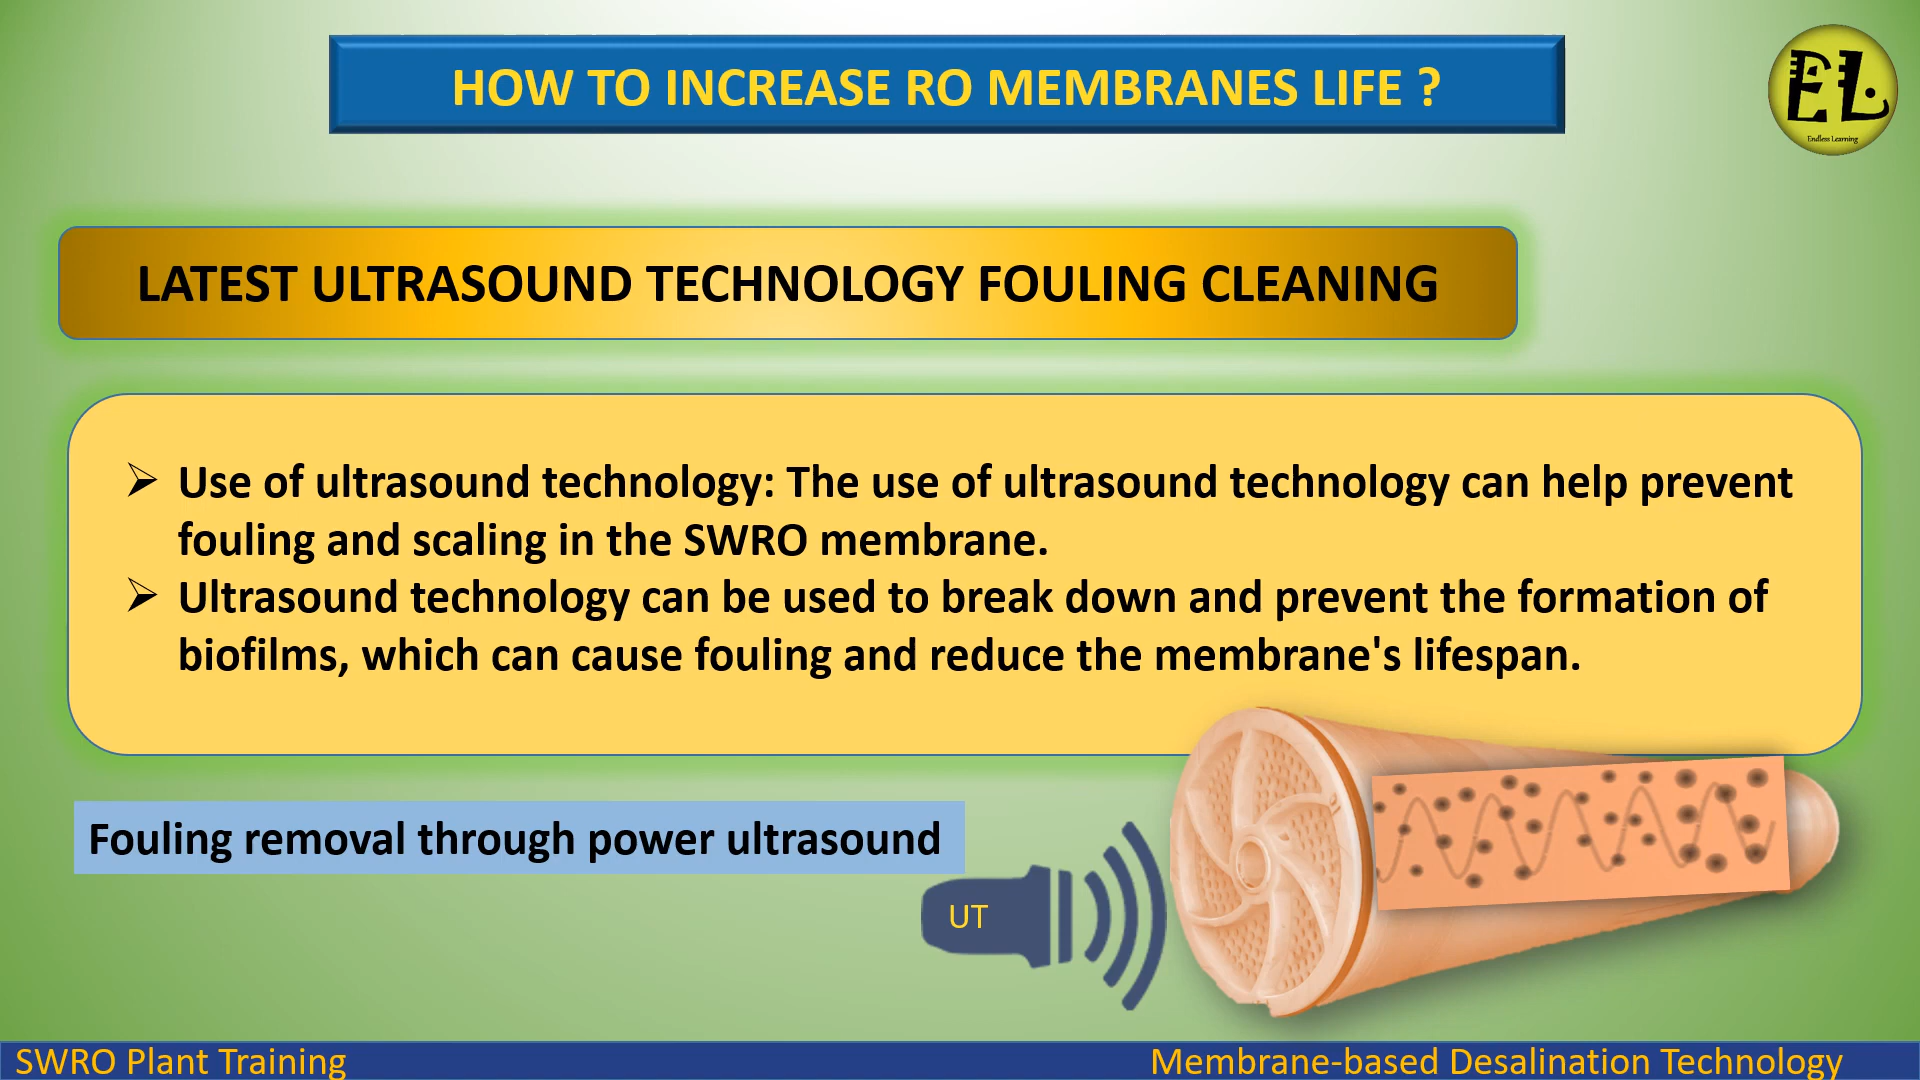 HOW TO INCREASE RO MEMBRANES LIFE ?
EL
Endless Learning
LATEST ULTRASOUND TECHNOLOGY FOULING CLEANING
➢ Use of ultrasound technology: The use of ultrasound technology can help prevent
fouling and scaling in the SWRO membrane.
➢ Ultrasound technology can be used to break down and prevent the formation of
biofilms, which can cause fouling and reduce the membrane's lifespan.
Fouling removal through power ultrasound
UT
SWRO Plant Training
Membrane-based Desalination Technology